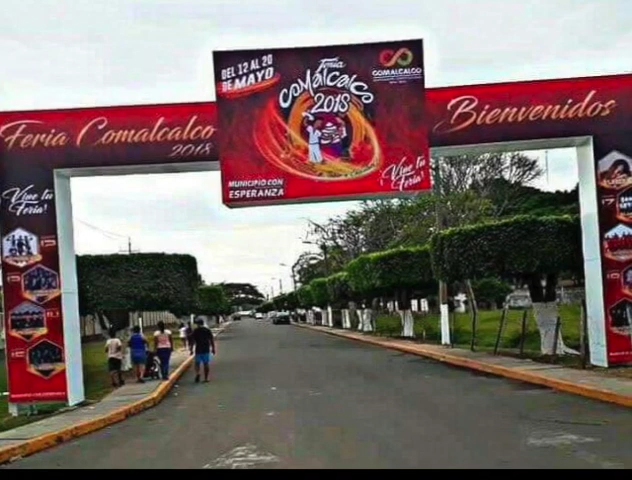 DEL 12 AL 20
DE MAYO
Feria
COMALCALCO
2018
COMALCALCO
MUNICIPIO CON
ESPERANZA
¡Vive tu
Feria!
Feria Comalcalco
2018
Bienvenidos
¡Vive tu
Feria!